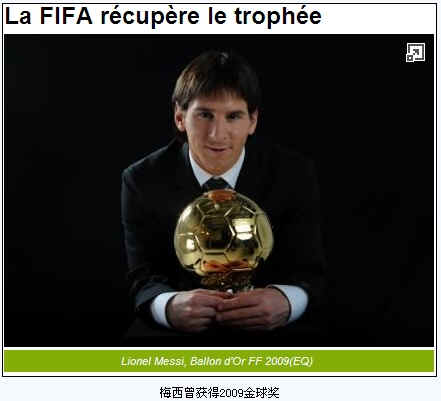 La FIFA récupère le trophée
Lionel Messi, Ballon d'Or FF 2009(EQ)
梅西曾获得2009金球奖